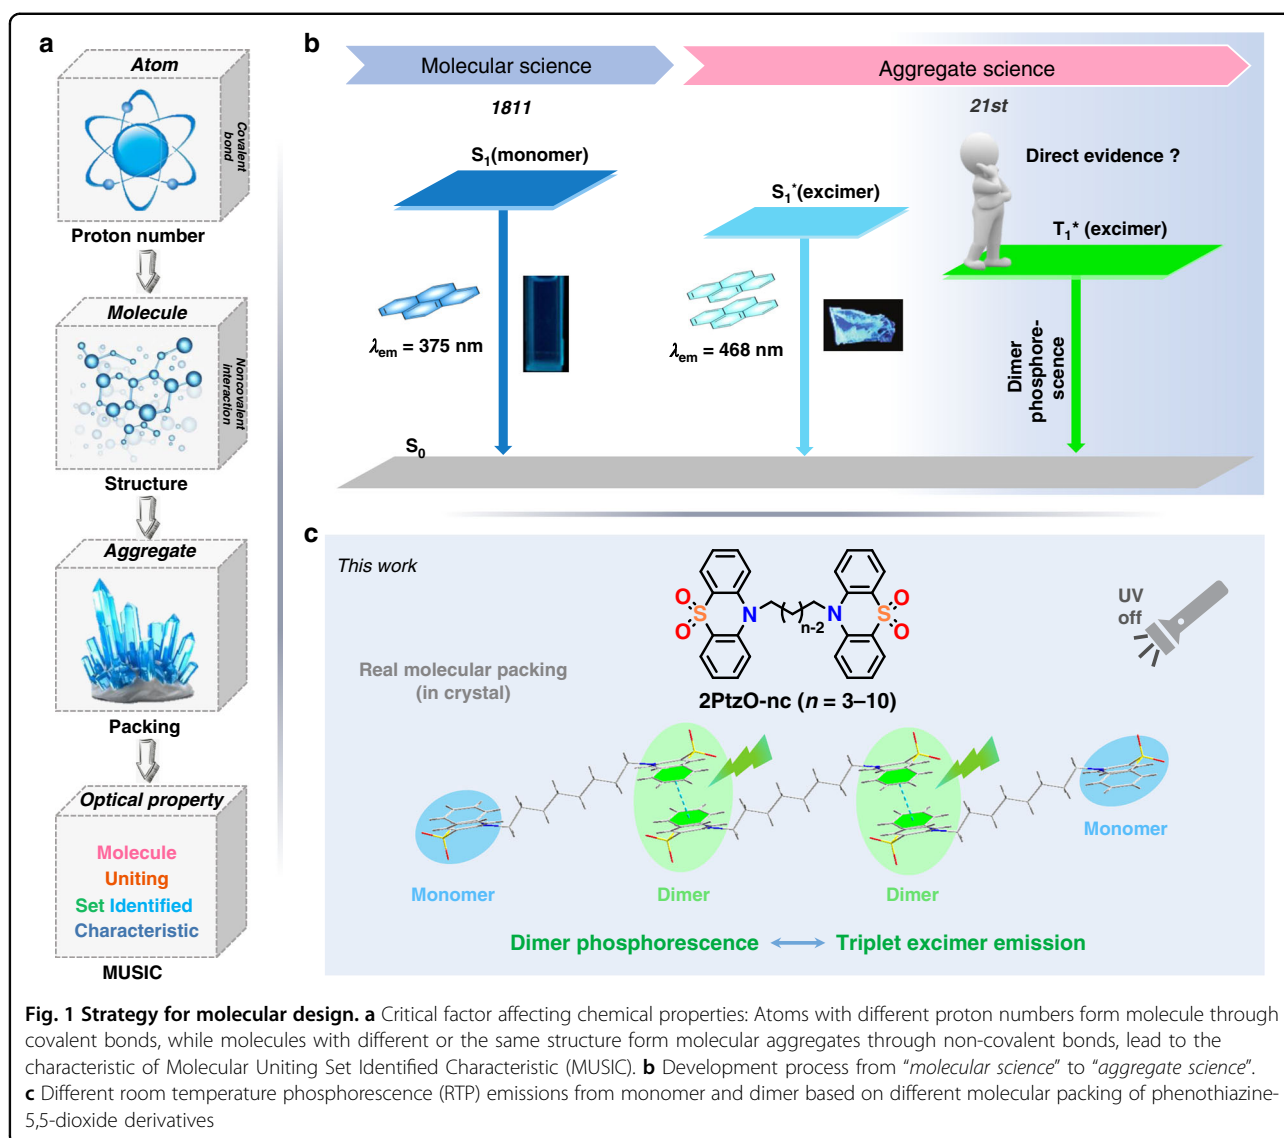 a
Atom
Covalent
bond
Proton number
Molecule
Noncovalent
interaction
Structure
Aggregate
Packing
Optical property
Molecule
Uniting
Set Identified
Characteristic
MUSIC
b
Molecular science
Aggregate science
1811
21st
S₁(monomer)
S₁*(excimer)
Direct evidence ?
T₁* (excimer)
λem = 375 nm
λem = 468 nm
Dimer
phosphore-
scence
S₀
c
This work
O
O
S
N
n-2
N
S
O
O
UV
off
Real molecular packing
(in crystal)
2PtzO-nc (n = 3–10)
Monomer
Dimer
Dimer
Monomer
Dimer phosphorescence
Triplet excimer emission
Fig. 1 Strategy for molecular design. a Critical factor affecting chemical properties: Atoms with different proton numbers form molecule through
covalent bonds, while molecules with different or the same structure form molecular aggregates through non-covalent bonds, lead to the
characteristic of Molecular Uniting Set Identified Characteristic (MUSIC). b Development process from “molecular science” to “aggregate science”.
c Different room temperature phosphorescence (RTP) emissions from monomer and dimer based on different molecular packing of phenothiazine-
5,5-dioxide derivatives